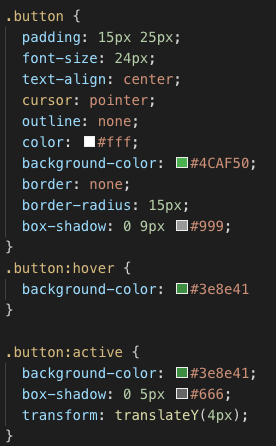 .button {
  padding: 15px 25px;
  font-size: 24px;
  text-align: center;
  cursor: pointer;
  outline: none;
  color: #fff;
  background-color: #4CAF50;
  border: none;
  border-radius: 15px;
  box-shadow: 0 9px #999;
}
.button:hover {
  background-color: #3e8e41
}

.button:active {
  background-color: #3e8e41;
  box-shadow: 0 5px #666;
  transform: translateY(4px);
}